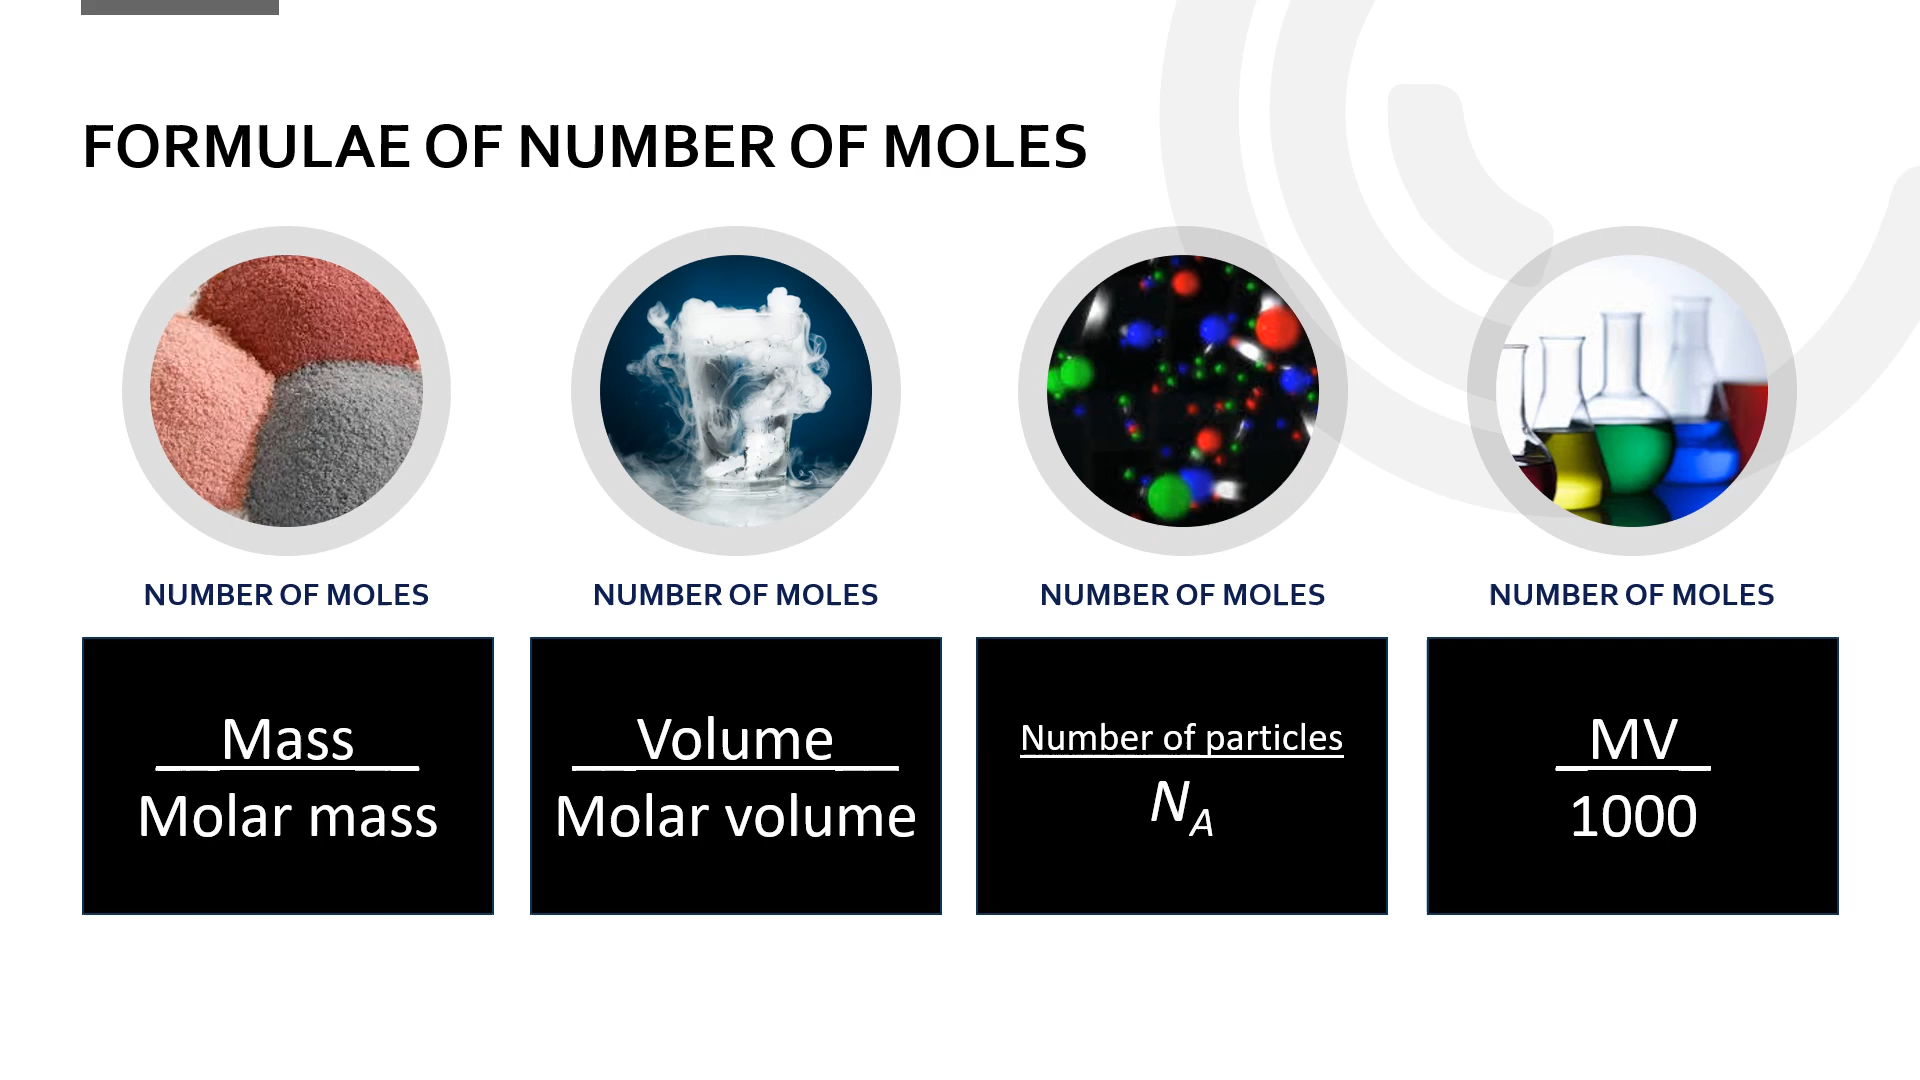 FORMULAE OF NUMBER OF MOLES
NUMBER OF MOLES
Mass
Molar mass
NUMBER OF MOLES
Volume
Molar volume
NUMBER OF MOLES
Number of particles
N_A
NUMBER OF MOLES
MV
1000